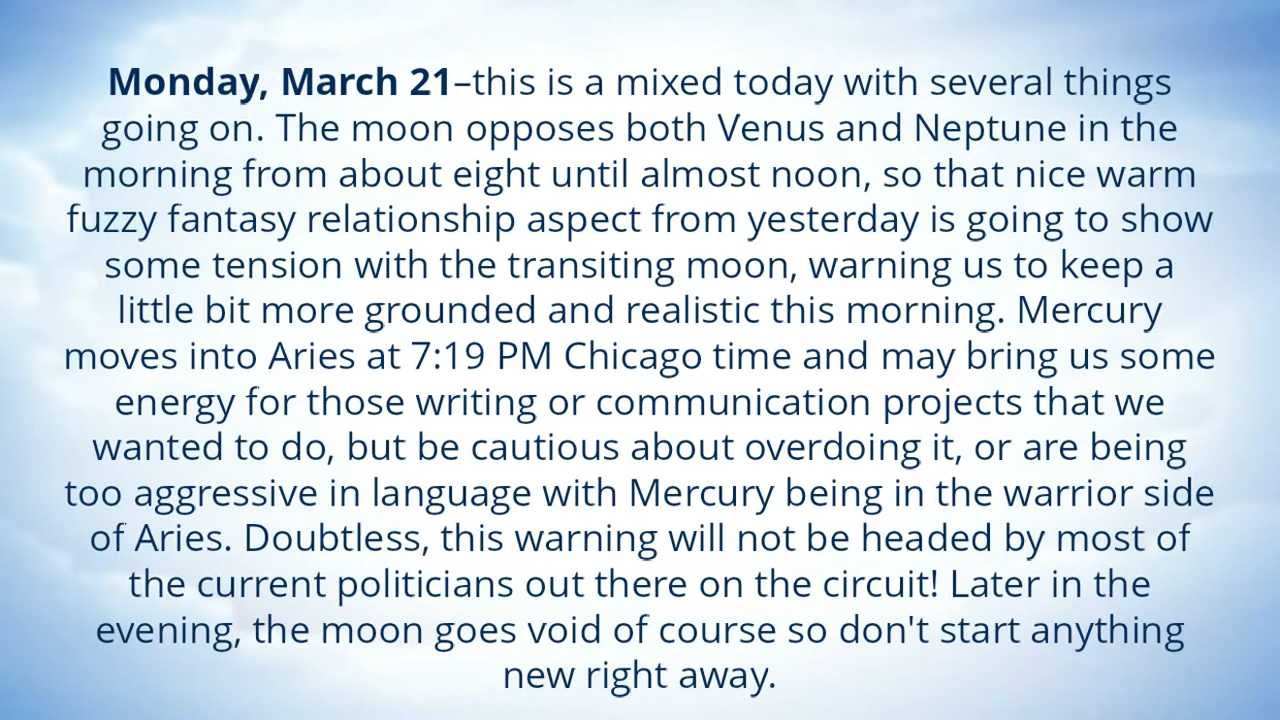 Monday, March 21–this is a mixed today with several things
going on. The moon opposes both Venus and Neptune in the
morning from about eight until almost noon, so that nice warm
fuzzy fantasy relationship aspect from yesterday is going to show
some tension with the transiting moon, warning us to keep a
little bit more grounded and realistic this morning. Mercury
moves into Aries at 7:19 PM Chicago time and may bring us some
energy for those writing or communication projects that we
wanted to do, but be cautious about overdoing it, or are being
too aggressive in language with Mercury being in the warrior side
of Aries. Doubtless, this warning will not be headed by most of
the current politicians out there on the circuit! Later in the
evening, the moon goes void of course so don't start anything
new right away.